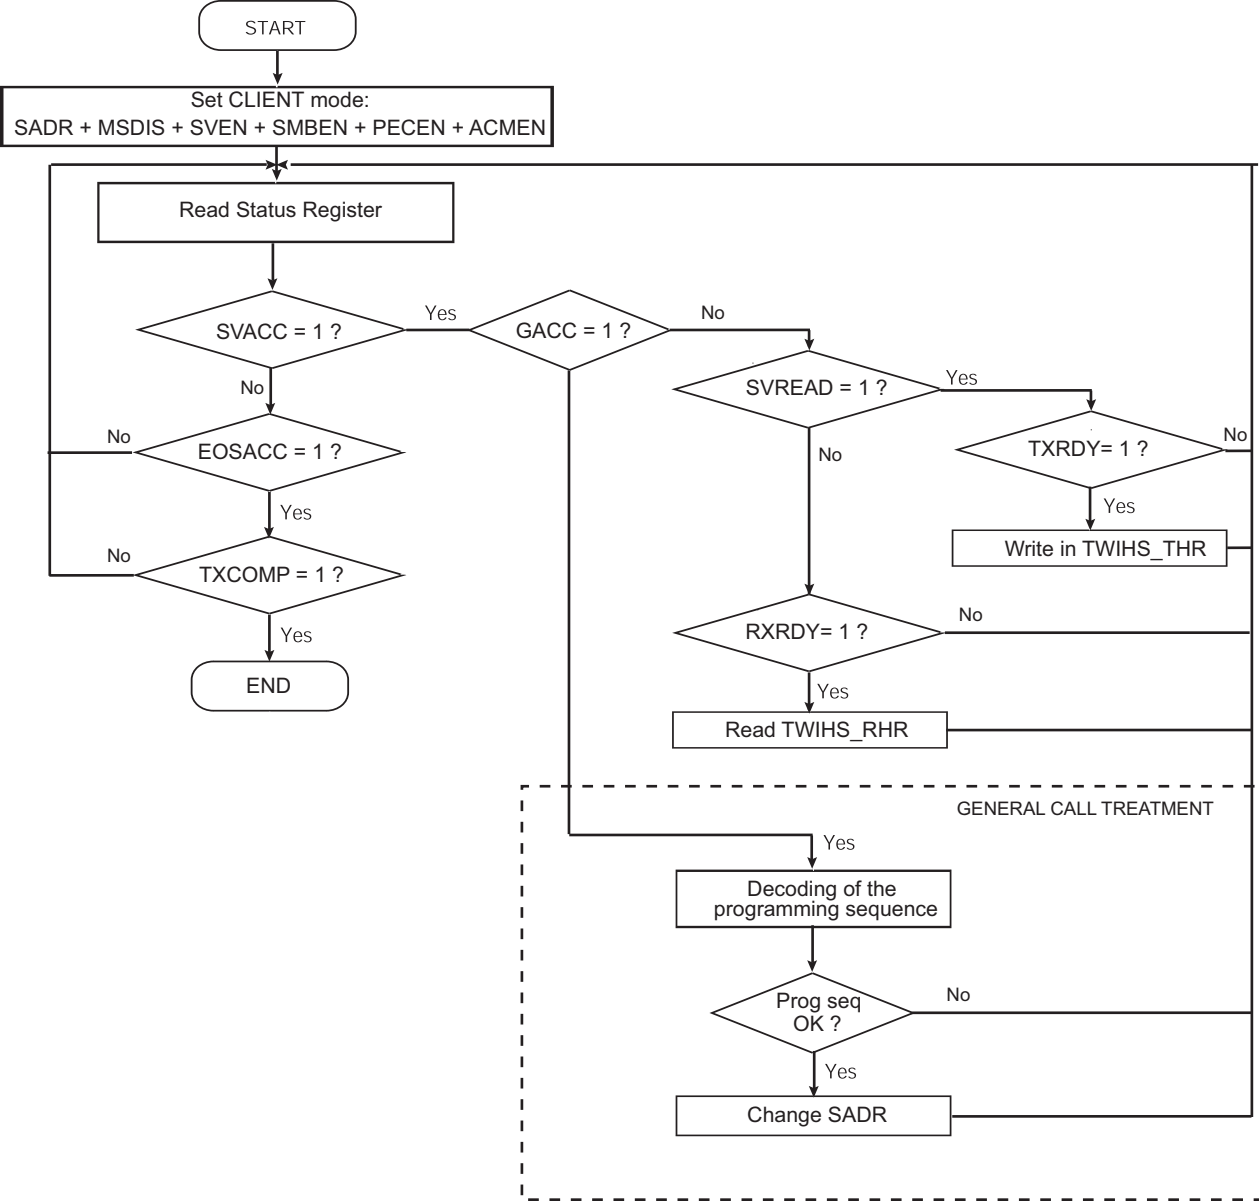 START
Set CLIENT mode:
SADR + MSDIS + SVEN + SMBEN + PECEN + ACMEN
Read Status Register
SVACC = 1 ?
Yes
GACC = 1 ?
No
No
SVREAD = 1 ?
Yes
No
EOSACC = 1 ?
No
TXRDY= 1 ?
No
Yes
Yes
Write in TWIHS_THR
No
TXCOMP = 1 ?
Yes
RXRDY= 1 ?
No
END
Yes
Read TWIHS_RHR
GENERAL CALL TREATMENT
Yes
Decoding of the
programming sequence
Prog seq
OK ?
No
Yes
Change SADR